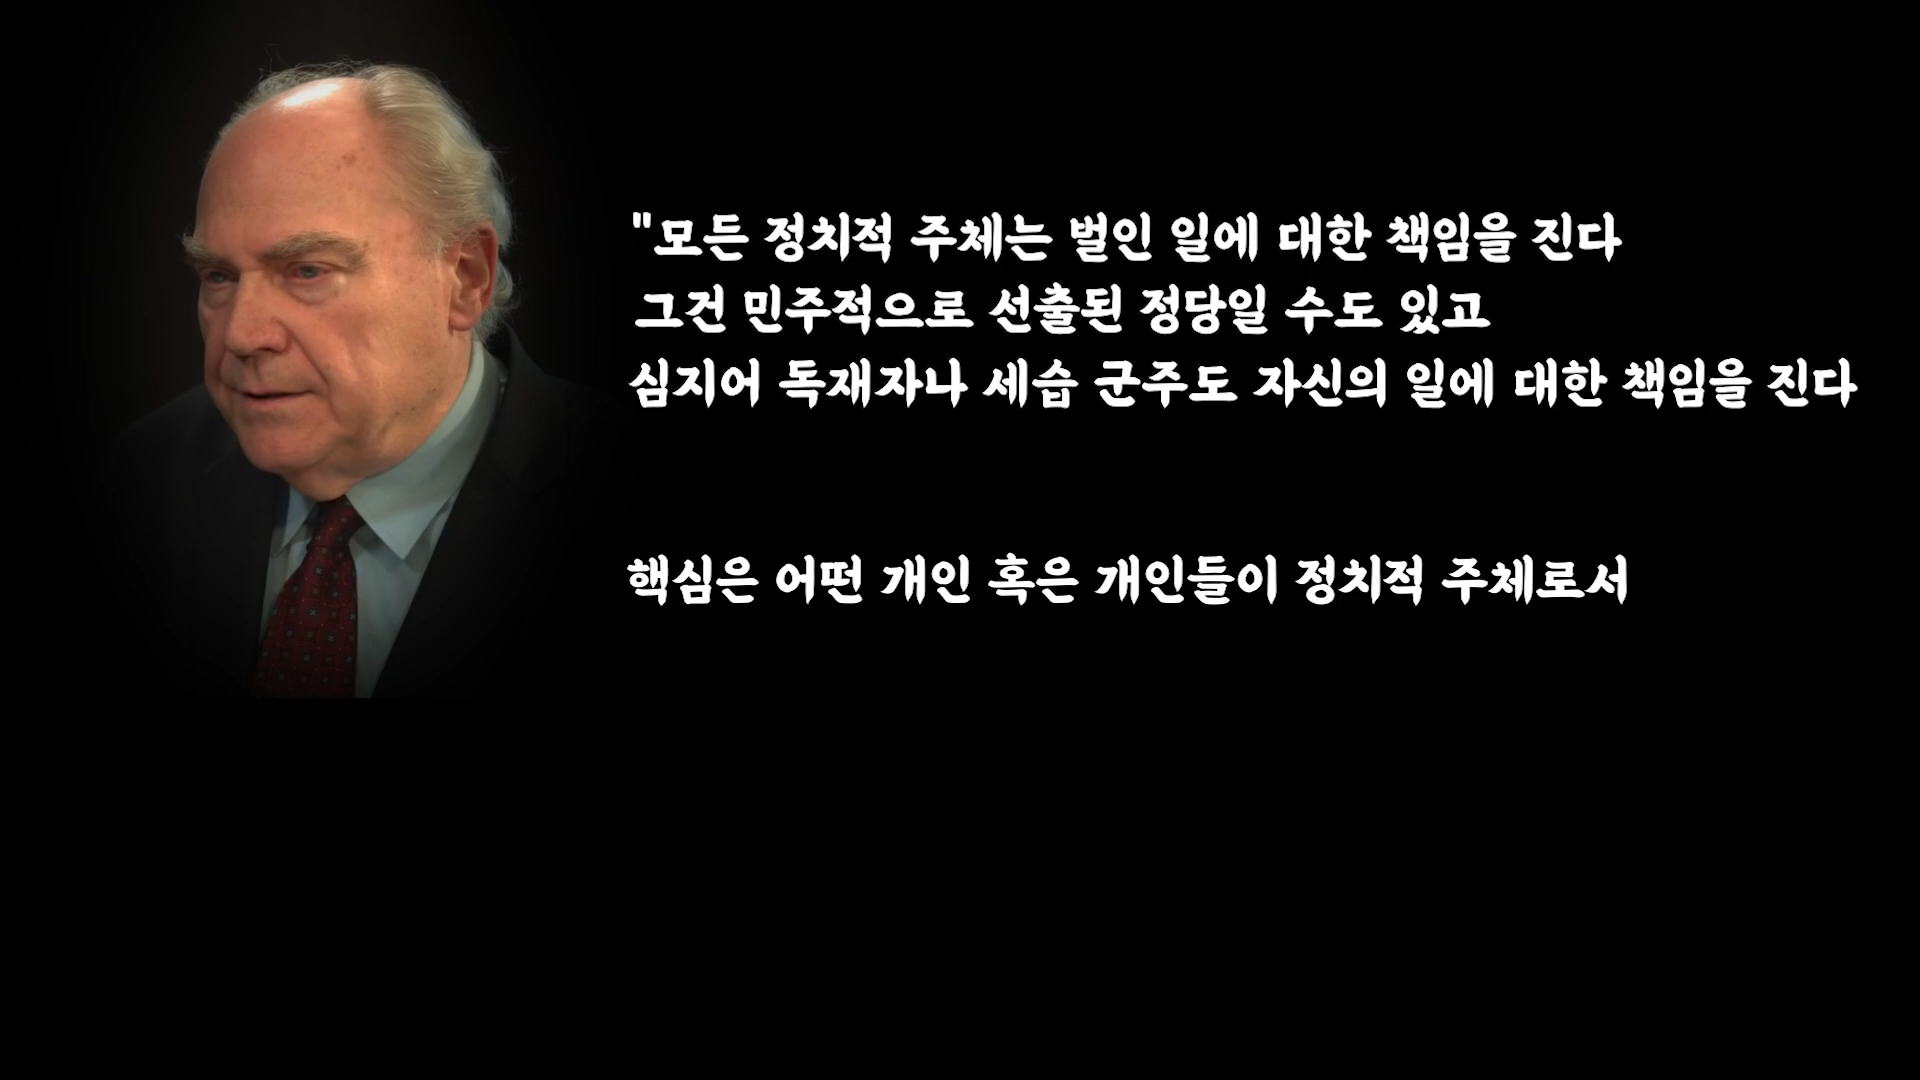 "모든 정치적 주체는 벌인 일에 대한 책임을 진다
그건 민주적으로 선출된 정당일 수도 있고
심지어 독재자나 세습 군주도 자신의 일에 대한 책임을 진다
핵심은 어떤 개인 혹은 개인들이 정치적 주체로서